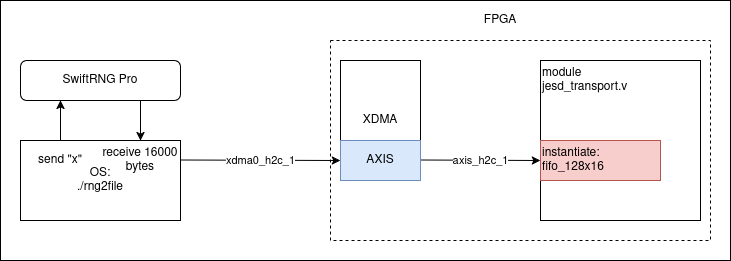 FPGA
SwiftRNG Pro
module
jesd_transport.v
XDMA
send "x"
receive 16000
bytes
OS:
./rng2file
xdma0_h2c_1
AXIS
axis_h2c_1
instantiate:
fifo_128x16